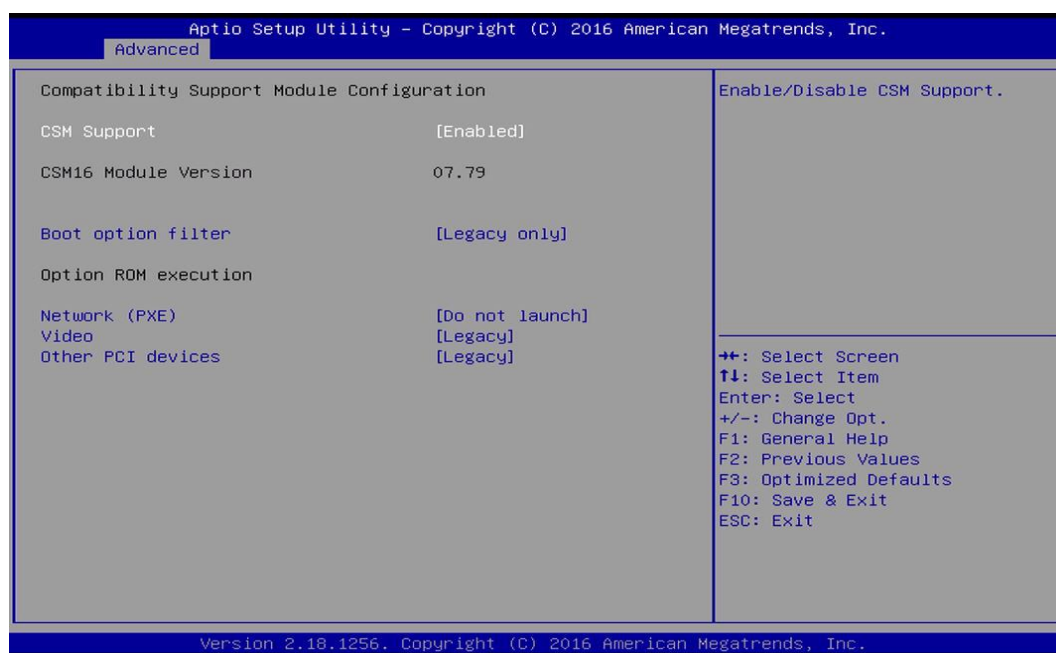 Aptio Setup Utility – Copyright (C) 2016 American Megatrends, Inc.
Advanced
Compatibility Support Module Configuration
CSM Support [Enabled]
CSM16 Module Version 07.79
Boot option filter [Legacy only]
Option ROM execution
Network (PXE) [Do not launch]
Video [Legacy]
Other PCI devices [Legacy]
Enable/Disable CSM Support.
→←: Select Screen
↑↓: Select Item
Enter: Select
+/-: Change Opt.
F1: General Help
F2: Previous Values
F3: Optimized Defaults
F10: Save & Exit
ESC: Exit
Version 2.18.1256. Copyright (C) 2016 American Megatrends, Inc.